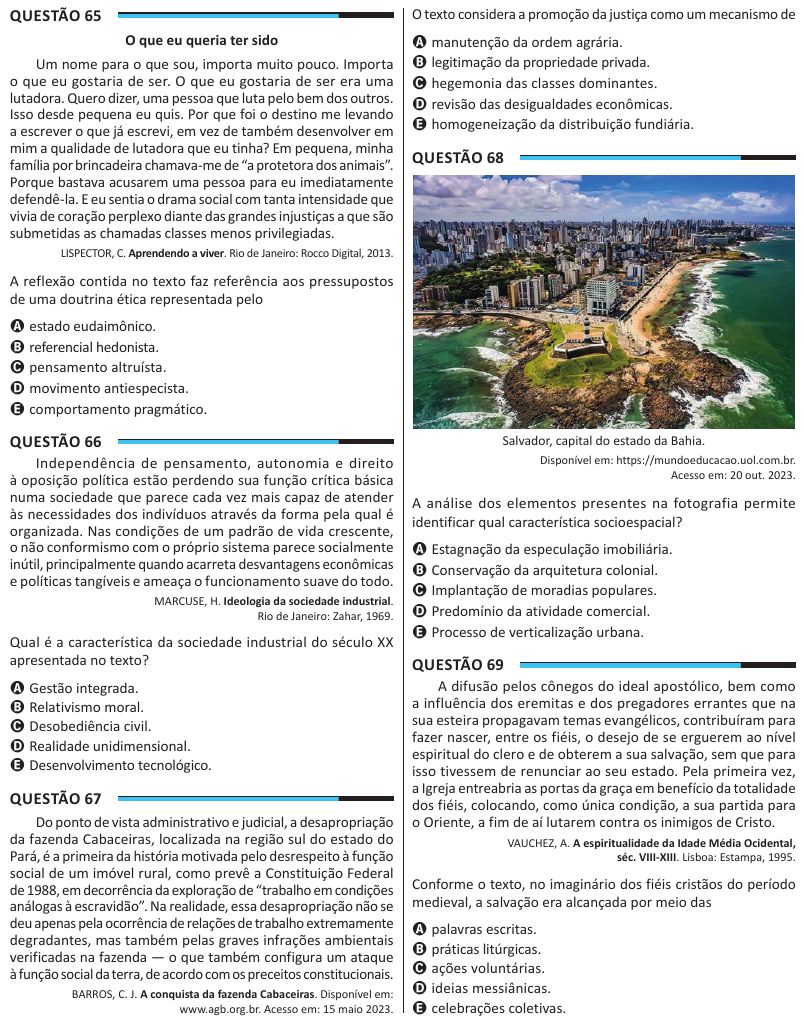 QUESTÃO 65
O que eu queria ter sido
Um nome para o que sou, importa muito pouco. Importa
o que eu gostaria de ser. O que eu gostaria de ser era uma
lutadora. Quero dizer, uma pessoa que luta pelo bem dos outros.
Isso desde pequena eu quis. Por que foi o destino me levando
a escrever o que já escrevi, em vez de também desenvolver em
mim a qualidade de lutadora que eu tinha? Em pequena, minha
família por brincadeira chamava-me de “a protetora dos animais”.
Porque bastava acusarem uma pessoa para eu imediatamente
defendê-la. E eu sentia o drama social com tanta intensidade que
vivia de coração perplexo diante das grandes injustiças a que são
submetidas as chamadas classes menos privilegiadas.
LISPECTOR, C. Aprendendo a viver. Rio de Janeiro: Rocco Digital, 2013.
A reflexão contida no texto faz referência aos pressupostos
de uma doutrina ética representada pelo
A estado eudaimônico.
B referencial hedonista.
C pensamento altruísta.
D movimento antiespecista.
E comportamento pragmático.
QUESTÃO 66
Independência de pensamento, autonomia e direito
à oposição política estão perdendo sua função crítica básica
numa sociedade que parece cada vez mais capaz de atender
às necessidades dos indivíduos através da forma pela qual é
organizada. Nas condições de um padrão de vida crescente,
o não conformismo com o próprio sistema parece socialmente
inútil, principalmente quando acarreta desvantagens econômicas
e políticas tangíveis e ameaça o funcionamento suave do todo.
MARCUSE, H. Ideologia da sociedade industrial.
Rio de Janeiro: Zahar, 1969.
Qual é a característica da sociedade industrial do século XX
apresentada no texto?
A Gestão integrada.
B Relativismo moral.
C Desobediência civil.
D Realidade unidimensional.
E Desenvolvimento tecnológico.
QUESTÃO 67
Do ponto de vista administrativo e judicial, a desapropriação
da fazenda Cabaceiras, localizada na região sul do estado do
Pará, é a primeira da história motivada pelo desrespeito à função
social de um imóvel rural, como prevê a Constituição Federal
de 1988, em decorrência da exploração de “trabalho em condições
análogas à escravidão”. Na realidade, essa desapropriação não se
deu apenas pela ocorrência de relações de trabalho extremamente
degradantes, mas também pelas graves infrações ambientais
verificadas na fazenda — o que também configura um ataque
à função social da terra, de acordo com os preceitos constitucionais.
BARROS, C. J. A conquista da fazenda Cabaceiras. Disponível em:
www.agb.org.br. Acesso em: 15 maio 2023.
O texto considera a promoção da justiça como um mecanismo de
A manutenção da ordem agrária.
B legitimação da propriedade privada.
C hegemonia das classes dominantes.
D revisão das desigualdades econômicas.
E homogeneização da distribuição fundiária.
QUESTÃO 68
Salvador, capital do estado da Bahia.
Disponível em: https://mundoeducacao.uol.com.br.
Acesso em: 20 out. 2023.
A análise dos elementos presentes na fotografia permite
identificar qual característica socioespacial?
A Estagnação da especulação imobiliária.
B Conservação da arquitetura colonial.
C Implantação de moradias populares.
D Predomínio da atividade comercial.
E Processo de verticalização urbana.
QUESTÃO 69
A difusão pelos cônegos do ideal apostólico, bem como
a influência dos eremitas e dos pregadores errantes que na
sua esteira propagavam temas evangélicos, contribuíram para
fazer nascer, entre os fiéis, o desejo de se erguerem ao nível
espiritual do clero e de obterem a sua salvação, sem que para
isso tivessem de renunciar ao seu estado. Pela primeira vez,
a Igreja entreabria as portas da graça em benefício da totalidade
dos fiéis, colocando, como única condição, a sua partida para
o Oriente, a fim de aí lutarem contra os inimigos de Cristo.
VAUCHEZ, A. A espiritualidade da Idade Média Ocidental,
séc. VIII-XIII. Lisboa: Estampa, 1995.
Conforme o texto, no imaginário dos fiéis cristãos do período
medieval, a salvação era alcançada por meio das
A palavras escritas.
B práticas litúrgicas.
C ações voluntárias.
D ideias messiânicas.
E celebrações coletivas.